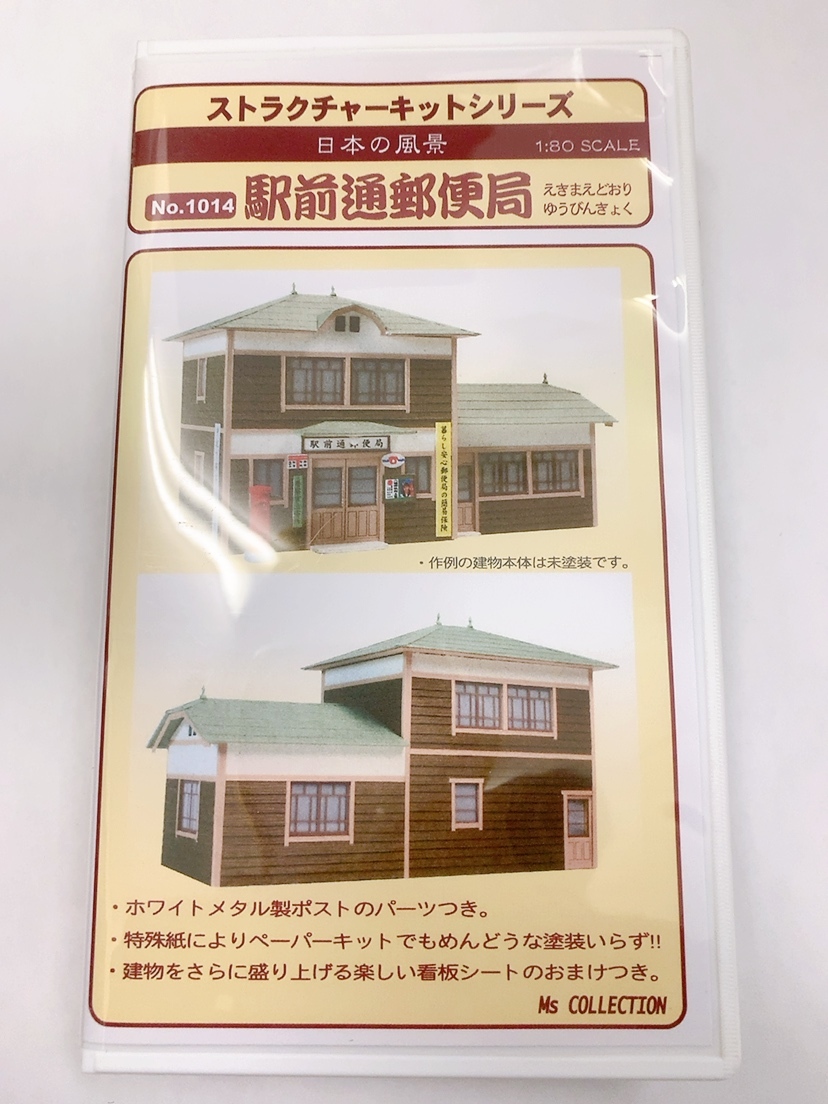 ストラクチャーキットシリーズ
日本の風景 1:80 SCALE
No.1014 駅前通郵便局 えきまえどおり
ゆうびんきょく
駅前通 便局
暮らし安心郵便局の簡易保険
・作例の建物本体は未塗装です。
・ホワイトメタル製ポストのパーツつき。
・特殊紙によりペーパーキットでもめんどうな塗装いらず!!
・建物をさらに盛り上げる楽しい看板シートのおまけつき。
Ms COLLECTION